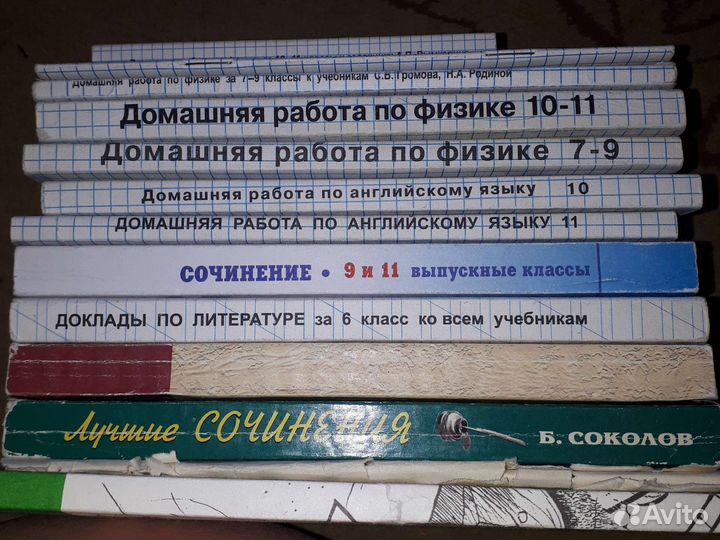 Домашняя работа по физике за 7-9 классы к учебникам С.В. Громова, Н.А. Родиной
Домашняя работа по физике 10-11
Домашняя работа по физике 7-9
Домашняя работа по английскому языку 10
ДОМАШНЯЯ РАБОТА ПО АНГЛИЙСКОМУ ЯЗЫКУ 11
СОЧИНЕНИЕ • 9 и 11 выпускные классы
ДОКЛАДЫ ПО ЛИТЕРАТУРЕ за 6 класс ко всем учебникам
Лучшие СОЧИНЕНИЯ Б. СОКОЛОВ
Avito